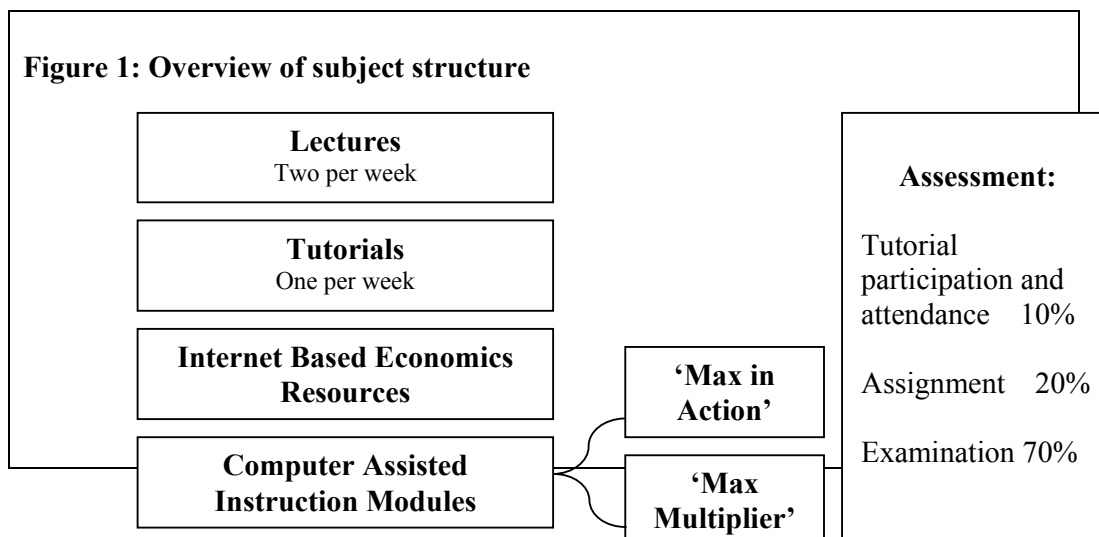 Figure 1: Overview of subject structure
Lectures
Two per week
Tutorials
One per week
Internet Based Economics
Resources
Computer Assisted
Instruction Modules
‘Max in
Action’
‘Max
Multiplier’
Assessment:
Tutorial
participation and
attendance 10%
Assignment 20%
Examination 70%